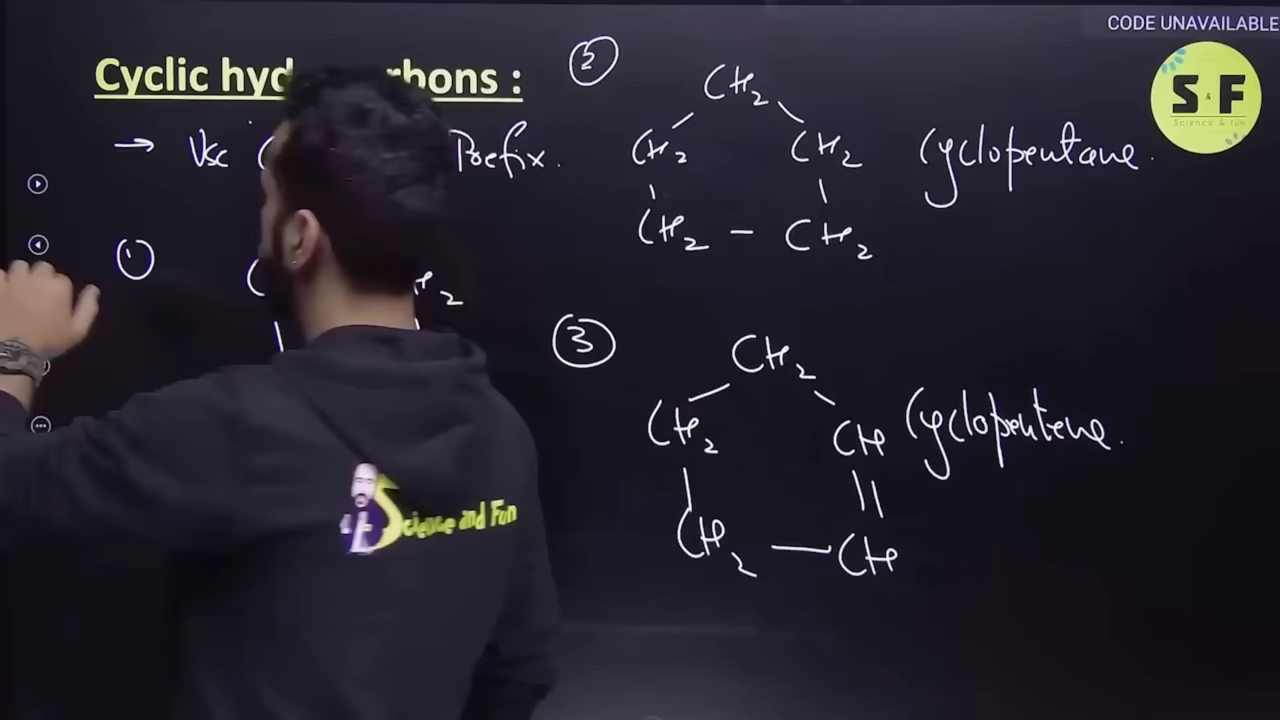 CODE UNAVAILABLE
S & F
Science & fun
Cyclic hyd rbons :
→ Use Prefix.
①
H 2
②
CH2
CH2 CH2
CH2 - CH2
Cyclopentane.
③
CH2
CH2 CH
CH2 — CH
Cyclopentene.
Science and Fun